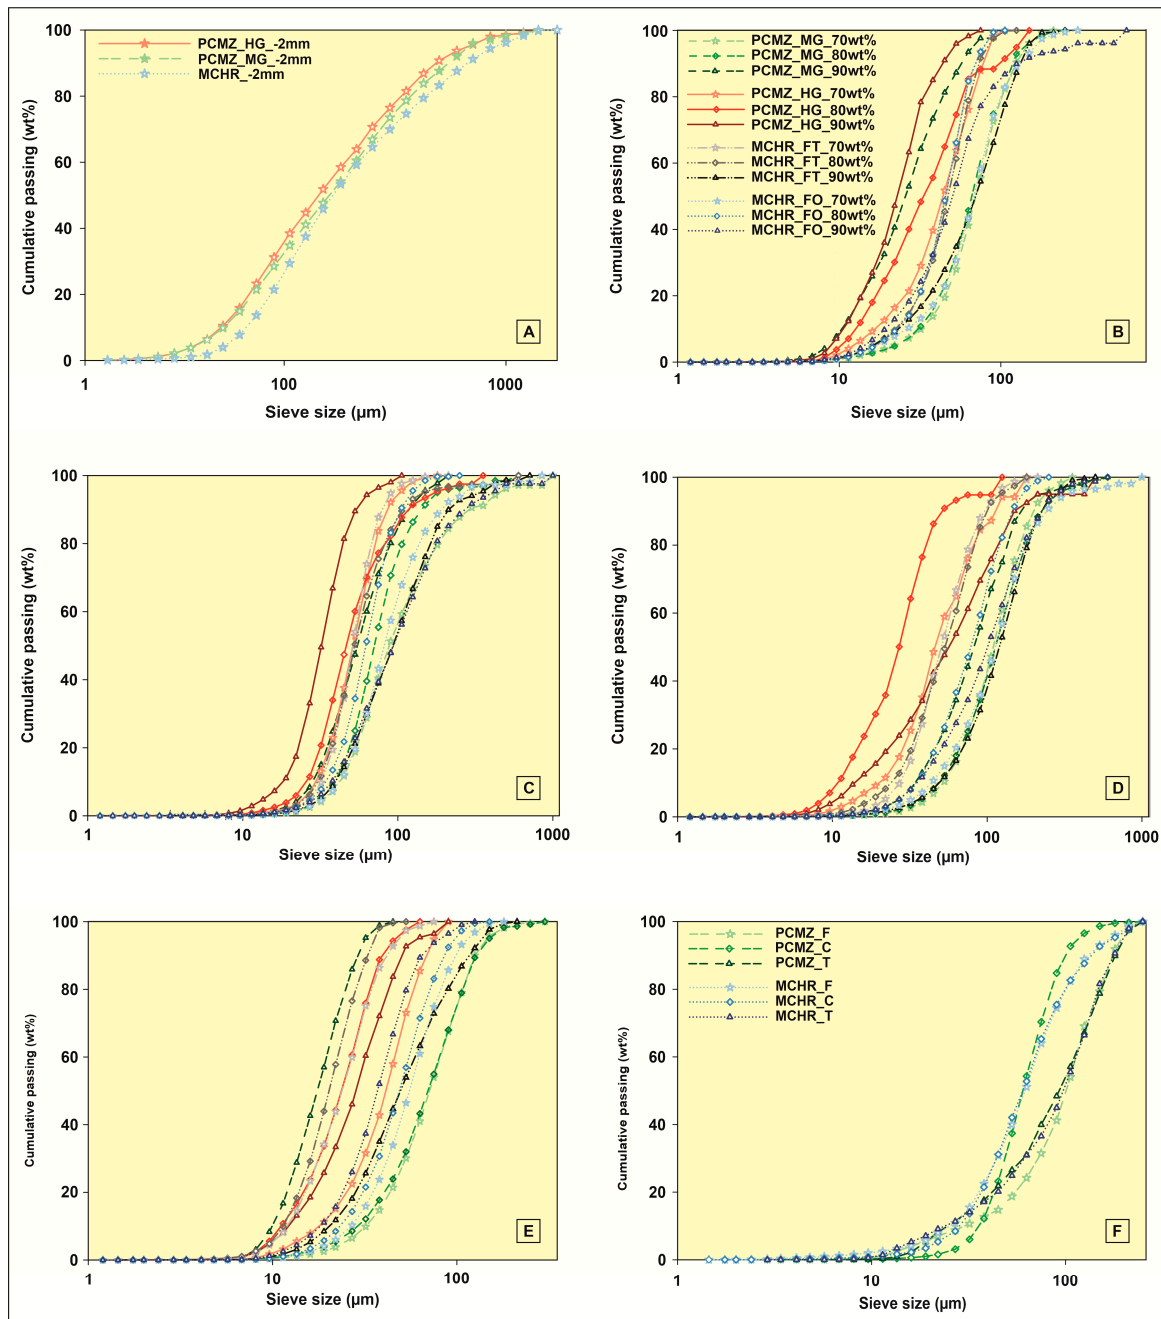 Cumulative passing (wt%)
100
80
60
40
20
0
PCMZ_HG_-2mm
PCMZ_MG_-2mm
MCHR_-2mm
A
1
100
1000
Sieve size (µm)
Cumulative passing (wt%)
100
80
60
40
20
0
PCMZ_MG_70wt%
PCMZ_MG_80wt%
PCMZ_MG_90wt%
PCMZ_HG_70wt%
PCMZ_HG_80wt%
PCMZ_HG_90wt%
MCHR_FT_70wt%
MCHR_FT_80wt%
MCHR_FT_90wt%
MCHR_FO_70wt%
MCHR_FO_80wt%
MCHR_FO_90wt%
B
1
10
100
Sieve size (µm)
Cumulative passing (wt%)
100
80
60
40
20
0
C
1
10
100
1000
Sieve size (µm)
Cumulative passing (wt%)
100
80
60
40
20
0
D
1
10
100
1000
Sieve size (µm)
Cumulative passing (wt%)
100
80
60
40
20
0
E
1
10
100
Sieve size (µm)
Cumulative passing (wt%)
100
80
60
40
20
0
PCMZ_F
PCMZ_C
PCMZ_T
MCHR_F
MCHR_C
MCHR_T
F
1
10
100
Sieve size (µm)